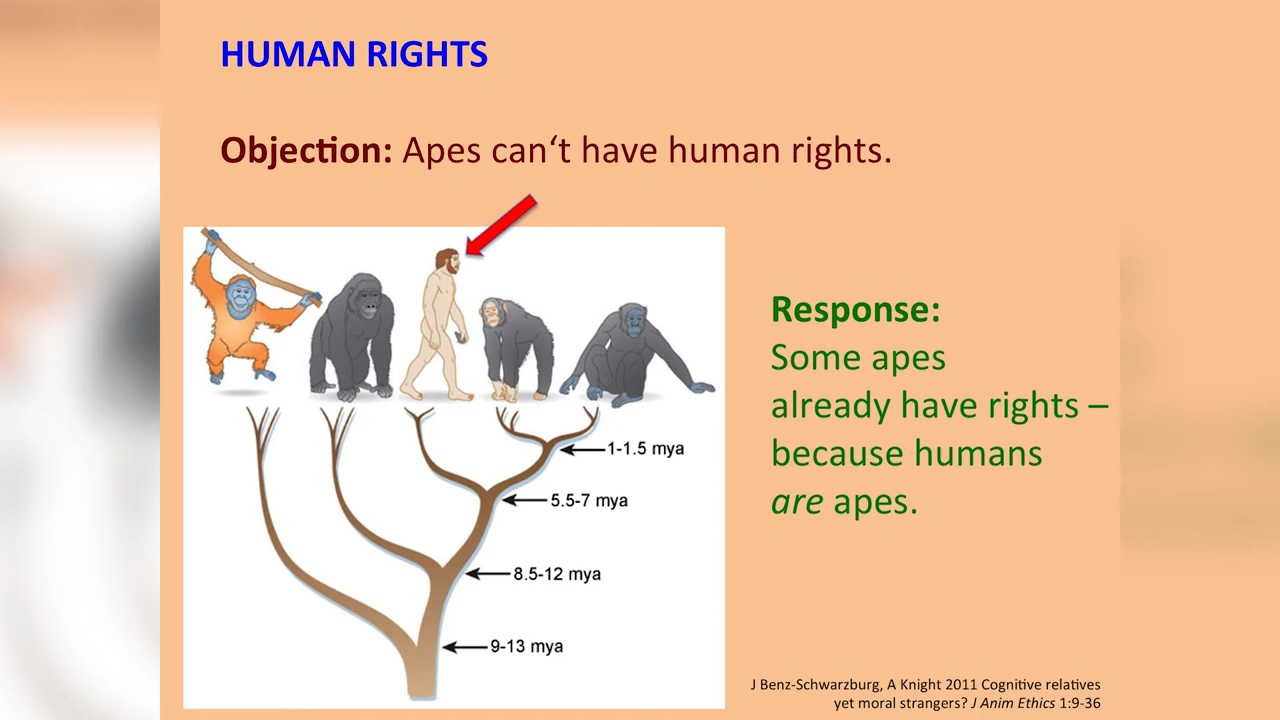 HUMAN RIGHTS
Objection: Apes can‘t have human rights.
Response:
Some apes
already have rights –
because humans
are apes.
1-1.5 mya
5.5-7 mya
8.5-12 mya
9-13 mya
J Benz-Schwarzburg, A Knight 2011 Cognitive relatives
yet moral strangers? J Anim Ethics 1:9-36